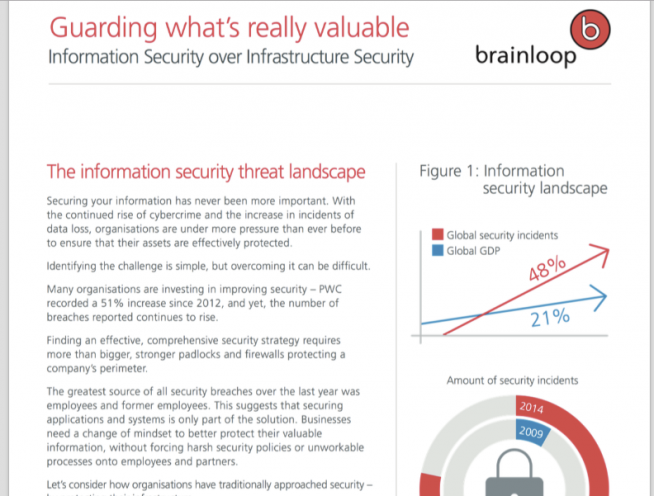 Guarding what's really valuable
Information Security over Infrastructure Security
b
brainloop
The information security threat landscape
Securing your information has never been more important. With
the continued rise of cybercrime and the increase in incidents of
data loss, organisations are under more pressure than ever before
to ensure that their assets are effectively protected.
Identifying the challenge is simple, but overcoming it can be difficult.
Many organisations are investing in improving security – PWC
recorded a 51% increase since 2012, and yet, the number of
breaches reported continues to rise.
Finding an effective, comprehensive security strategy requires
more than bigger, stronger padlocks and firewalls protecting a
company's perimeter.
The greatest source of all security breaches over the last year was
employees and former employees. This suggests that securing
applications and systems is only part of the solution. Businesses
need a change of mindset to better protect their valuable
information, without forcing harsh security policies or unworkable
processes onto employees and partners.
Let's consider how organisations have traditionally approached security –
Figure 1: Information
security landscape
Global security incidents
Global GDP
48%
21%
Amount of security incidents
2014
2009